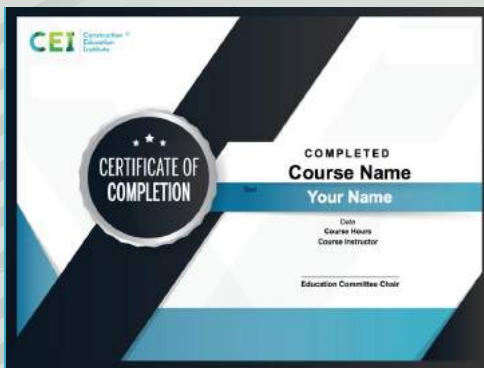 CEI
Construction
Education
Institute
CERTIFICATE OF
COMPLETION
COMPLETED
Course Name
Your Name
Date
Course Hours
Course Instructor
Education Committee Chair